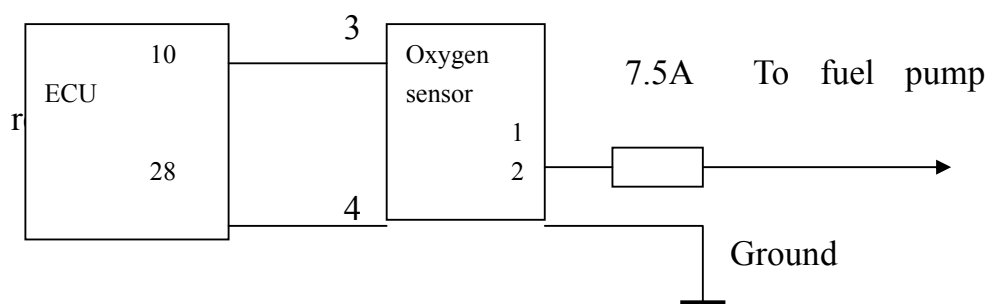 3
10
Oxygen
sensor
7.5A To fuel pump
ECU
1
28
2
4
Ground